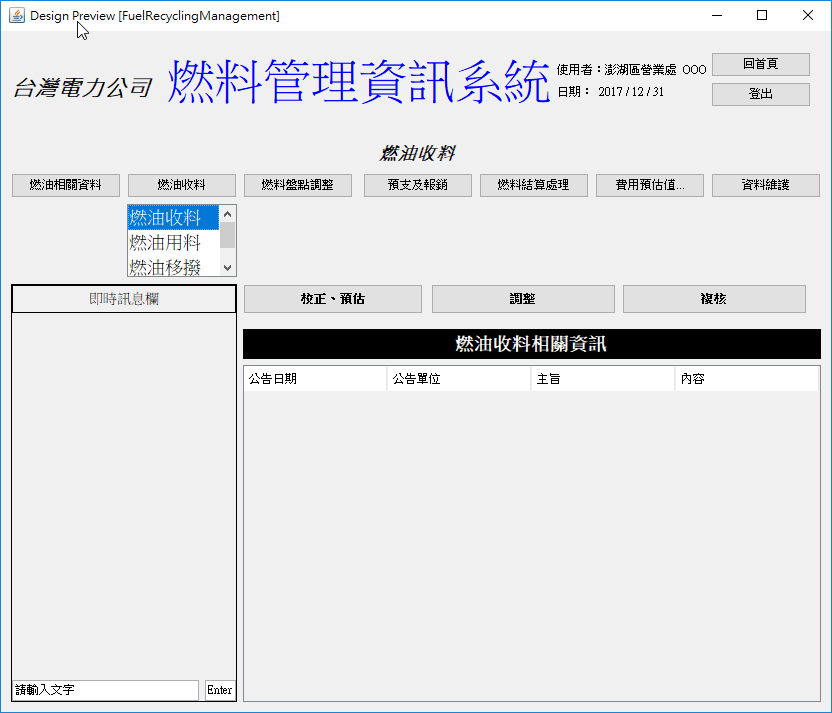 Design Preview [FuelRecyclingManagement]
台灣電力公司 燃料管理資訊系統 使用者：澎湖區營業處 OOO 回首頁
日期： 2017 / 12 / 31 登出
燃油收料
燃油相關資料 燃油收料 燃料盤點調整 預支及報銷 燃料結算處理 費用預估值... 資料維護
燃油收料
燃油用料
燃油移撥
即時訊息欄 校正、預估 調整 複核
燃油收料相關資訊
公告日期 公告單位 主旨 內容
請輸入文字 Enter